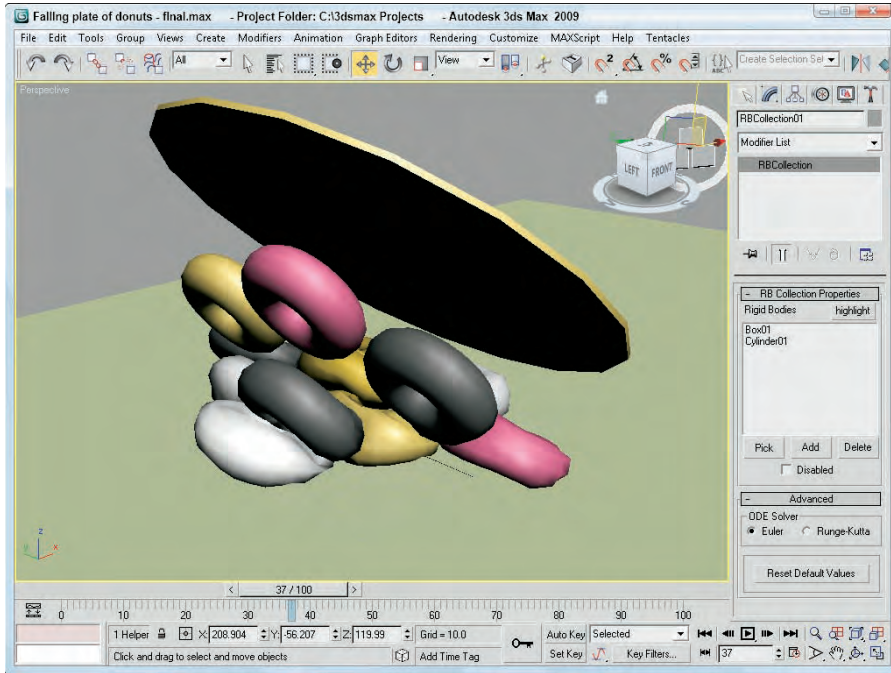 Falling plate of donuts - final.max - Project Folder: C:\3dsmax Projects - Autodesk 3ds Max 2009
File Edit Tools Group Views Create Modifiers Animation Graph Editors Rendering Customize MAXScript Help Tentacles
All View Create Selection Set
Perspective
LEFT FRONT
RBCollection01
Modifier List
RBCollection
- RB Collection Properties
Rigid Bodies highlight
Box01
Cylinder01
Pick Add Delete
Disabled
- Advanced
ODE Solver
Euler Runge-Kutta
Reset Default Values
z
y x
< 37 / 100 >
0 10 20 30 40 50 60 70 80 90 100
1 Helper X: 208.904 Y: -56.207 Z: 119.99 Grid = 10.0 Auto Key Selected
Click and drag to select and move objects Add Time Tag Set Key Key Filters... 37